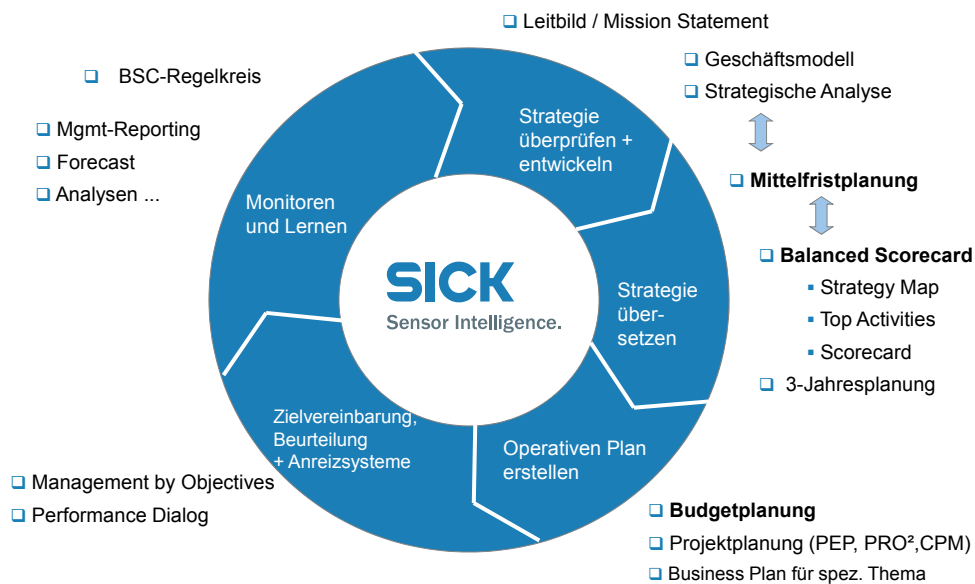 Leitbild / Mission Statement
Geschäftsmodell
Strategische Analyse
Mittelfristplanung
Balanced Scorecard
Strategy Map
Top Activities
Scorecard
3-Jahresplanung
Budgetplanung
Projektplanung (PEP, PRO²,CPM)
Business Plan für spez. Thema
Management by Objectives
Performance Dialog
BSC-Regelkreis
Mgmt-Reporting
Forecast
Analysen ...
Strategie
überprüfen +
entwickeln
Strategie
über-
setzen
Operativen Plan
erstellen
Zielvereinbarung,
Beurteilung
+ Anreizsysteme
Monitoren
und Lernen
SICK
Sensor Intelligence.